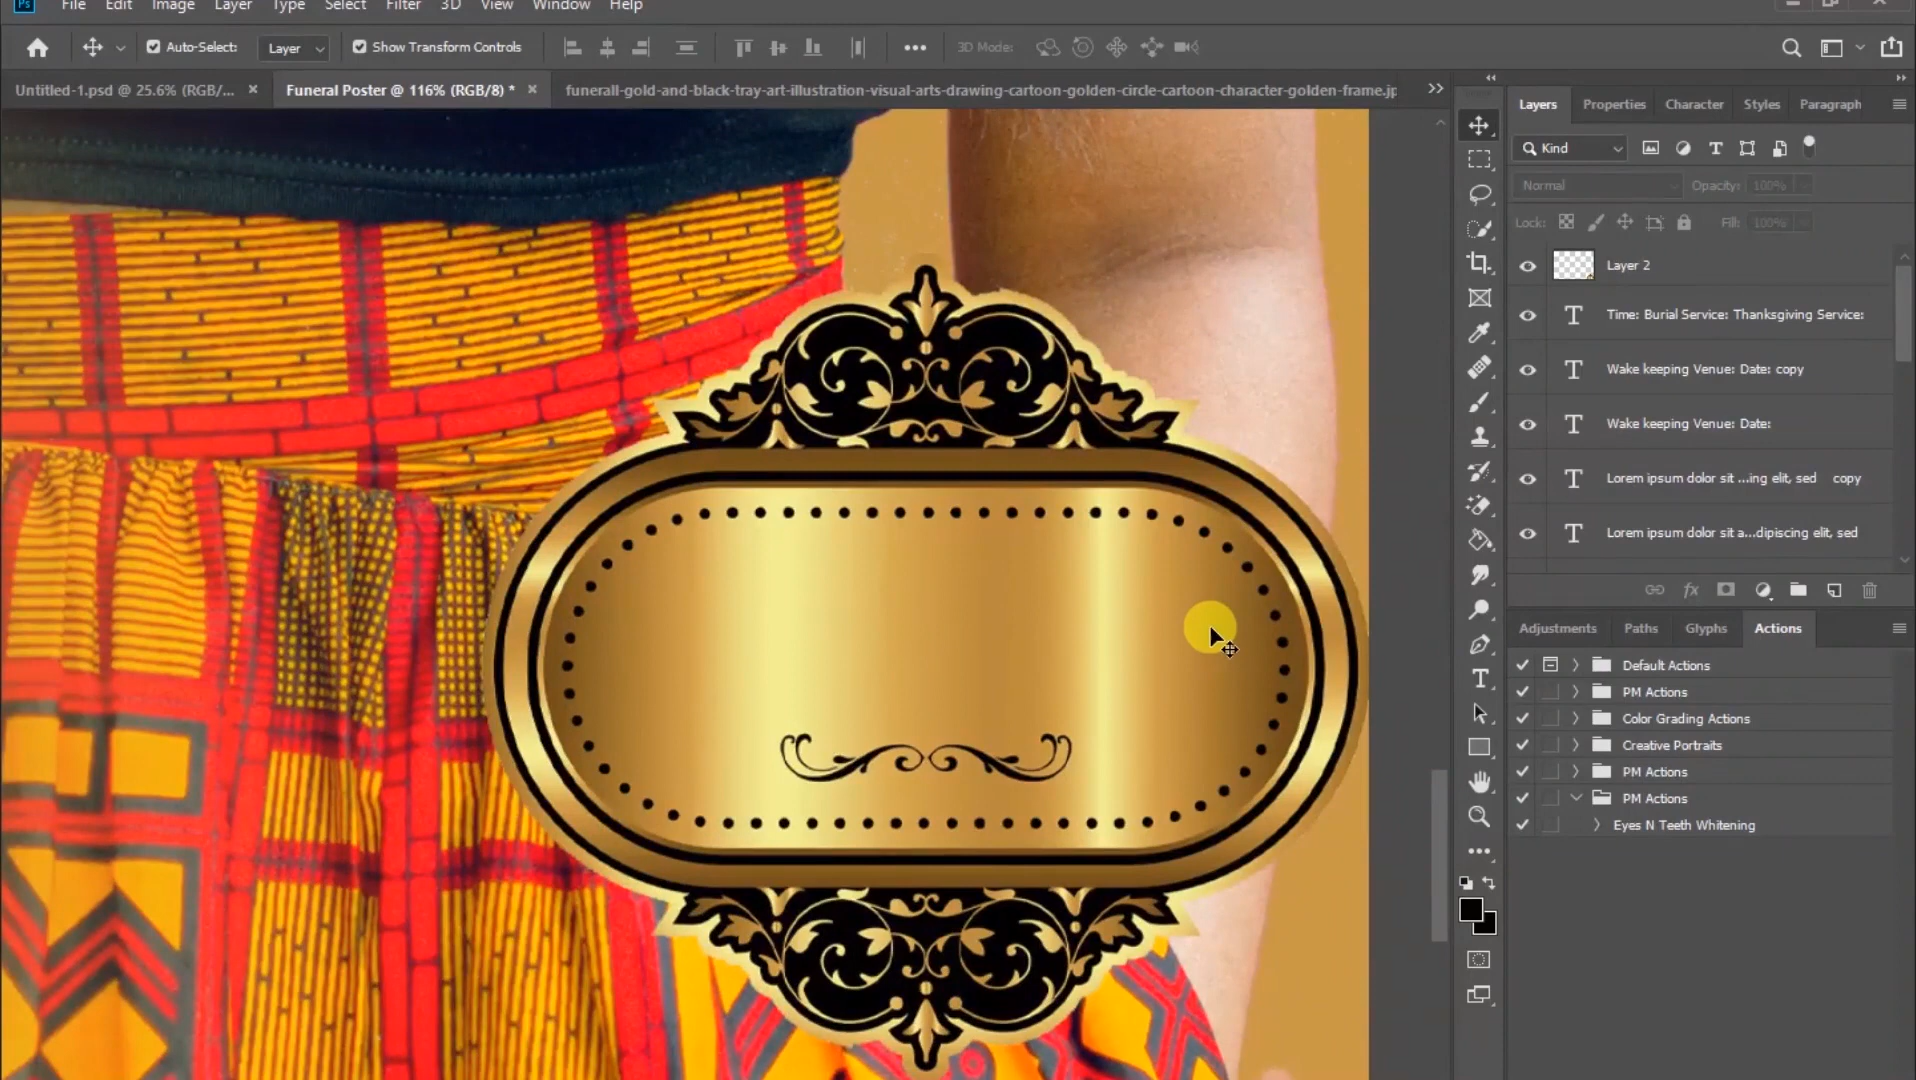 Ps File Edit Image Layer Type Select Filter 3D View Window Help
Auto-Select: Layer Show Transform Controls 3D Mode:
Untitled-1.psd @ 25.6% (RGB/... × Funeral Poster @ 116% (RGB/8) * × funerall-gold-and-black-tray-art-illustration-visual-arts-drawing-cartoon-golden-circle-cartoon-character-golden-frame.jp
Layers Properties Character Styles Paragraph
Kind
Normal Opacity: 100%
Lock: Fill: 100%
Layer 2
Time: Burial Service: Thanksgiving Service:
Wake keeping Venue: Date: copy
Wake keeping Venue: Date:
Lorem ipsum dolor sit ...ing elit, sed copy
Lorem ipsum dolor sit a...dipiscing elit, sed
fx
Adjustments Paths Glyphs Actions
Default Actions
PM Actions
Color Grading Actions
Creative Portraits
PM Actions
PM Actions
Eyes N Teeth Whitening